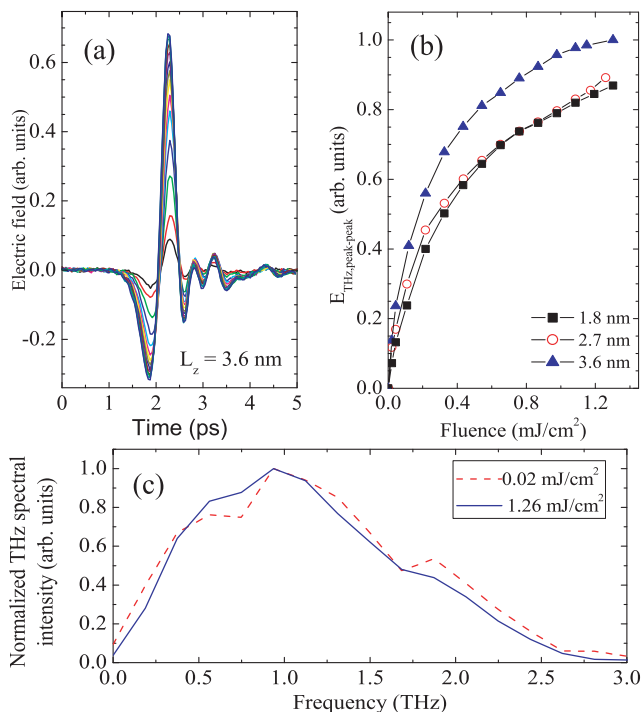 (a)
Electric field (arb. units)
0.6
0.4
0.2
0.0
-0.2
L_z = 3.6 nm
0 1 2 3 4 5
Time (ps)
(b)
E_THz,peak-peak (arb. units)
1.0
0.8
0.6
0.4
0.2
0.0
1.8 nm
2.7 nm
3.6 nm
0.0 0.4 0.8 1.2
Fluence (mJ/cm²)
(c)
Normalized THz spectral
intensity (arb. units)
1.0
0.8
0.6
0.4
0.2
0.0
0.02 mJ/cm²
1.26 mJ/cm²
0.0 0.5 1.0 1.5 2.0 2.5 3.0
Frequency (THz)